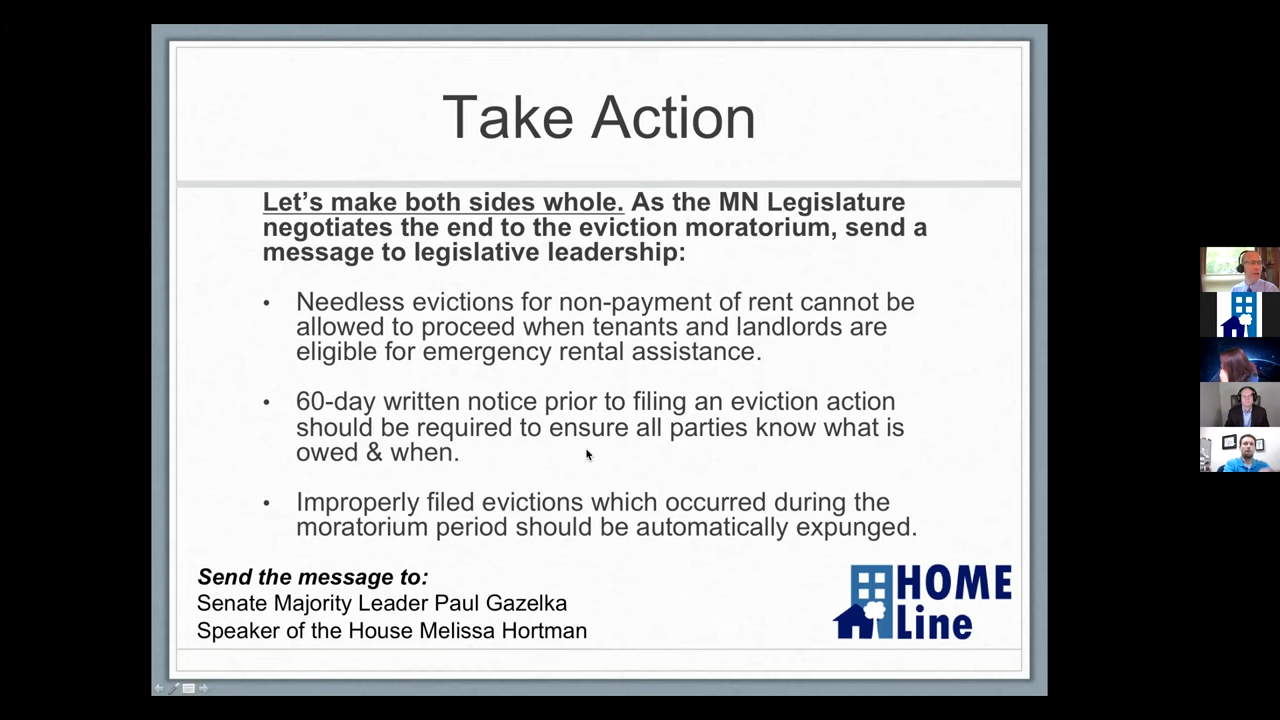 Take Action
Let's make both sides whole. As the MN Legislature
negotiates the end to the eviction moratorium, send a
message to legislative leadership:
• Needless evictions for non-payment of rent cannot be
allowed to proceed when tenants and landlords are
eligible for emergency rental assistance.
• 60-day written notice prior to filing an eviction action
should be required to ensure all parties know what is
owed & when.
• Improperly filed evictions which occurred during the
moratorium period should be automatically expunged.
Send the message to:
Senate Majority Leader Paul Gazelka
Speaker of the House Melissa Hortman
HOME
Line